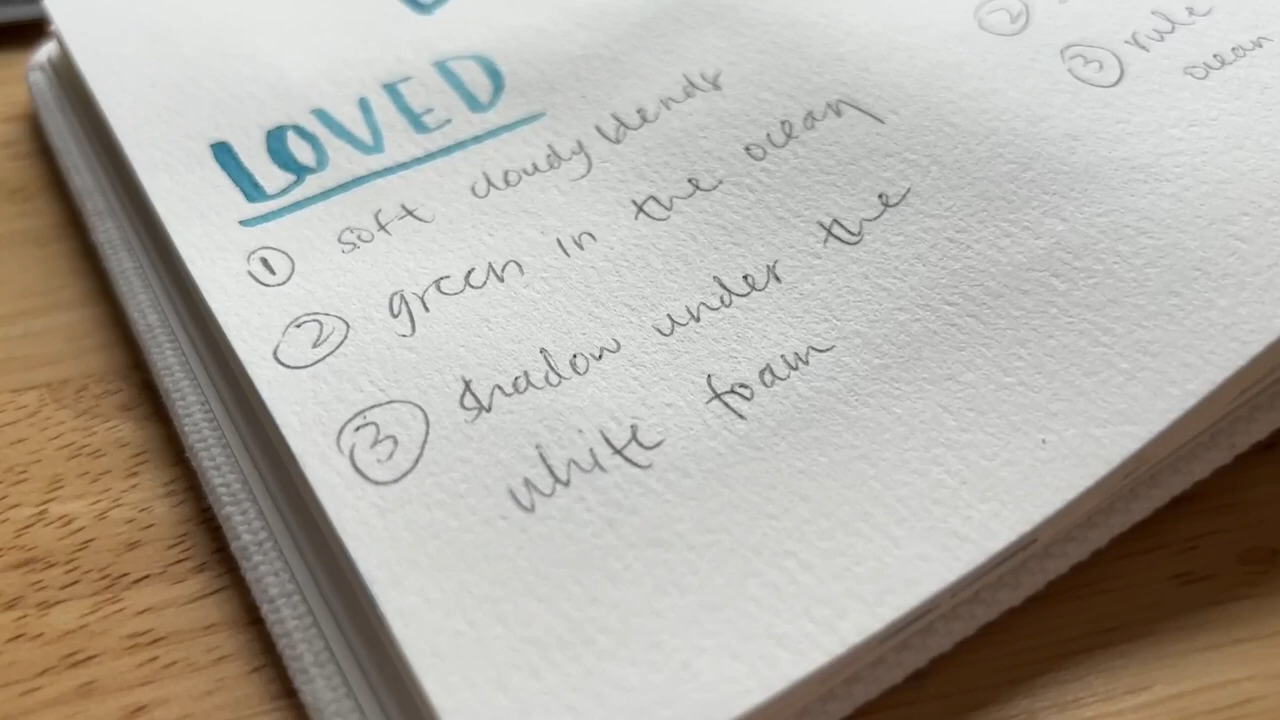 LOVED
① soft cloudy blends
② green in the ocean
③ shadow under the
white foam
②
③ rule
ocean